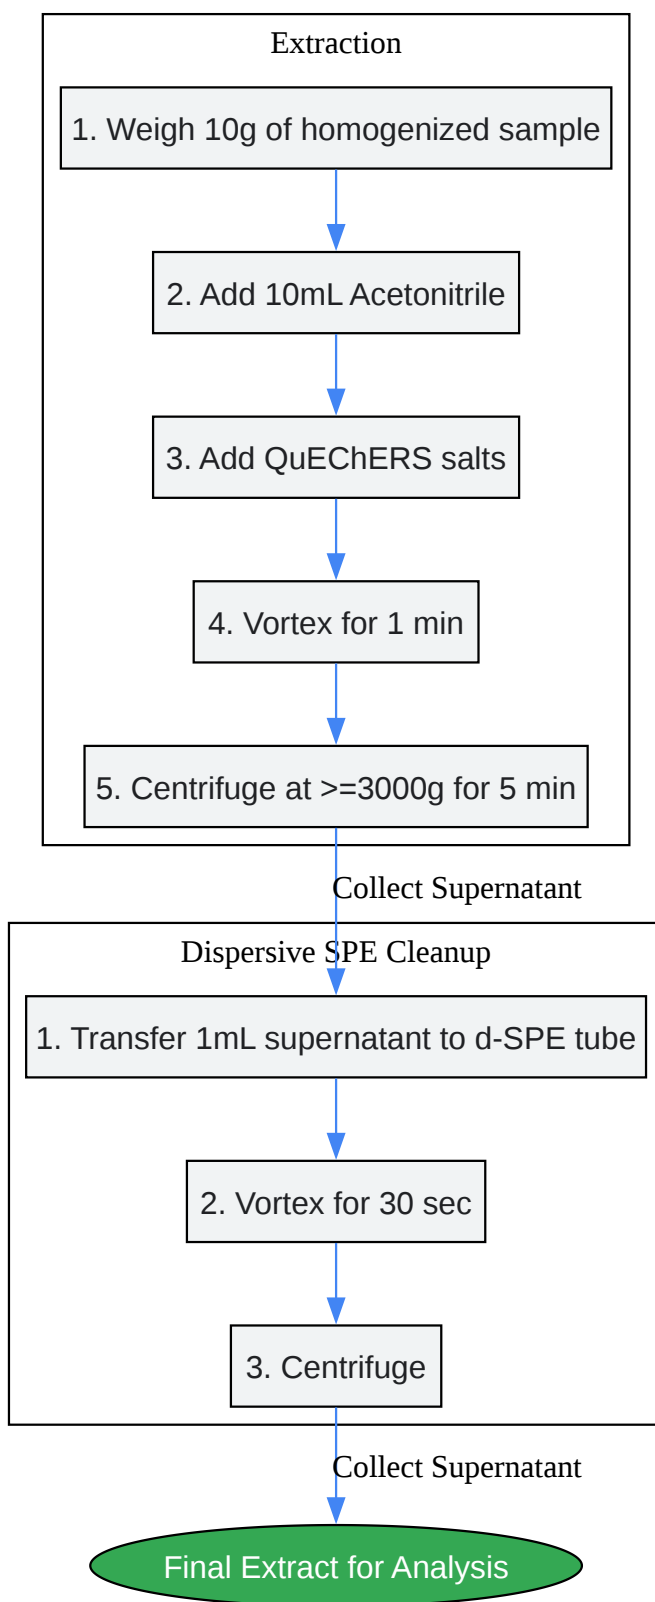 Extraction
1. Weigh 10g of homogenized sample
2. Add 10mL Acetonitrile
3. Add QuEChERS salts
4. Vortex for 1 min
5. Centrifuge at >=3000g for 5 min
Collect Supernatant
Dispersive SPE Cleanup
1. Transfer 1mL supernatant to d-SPE tube
2. Vortex for 30 sec
3. Centrifuge
Collect Supernatant
Final Extract for Analysis